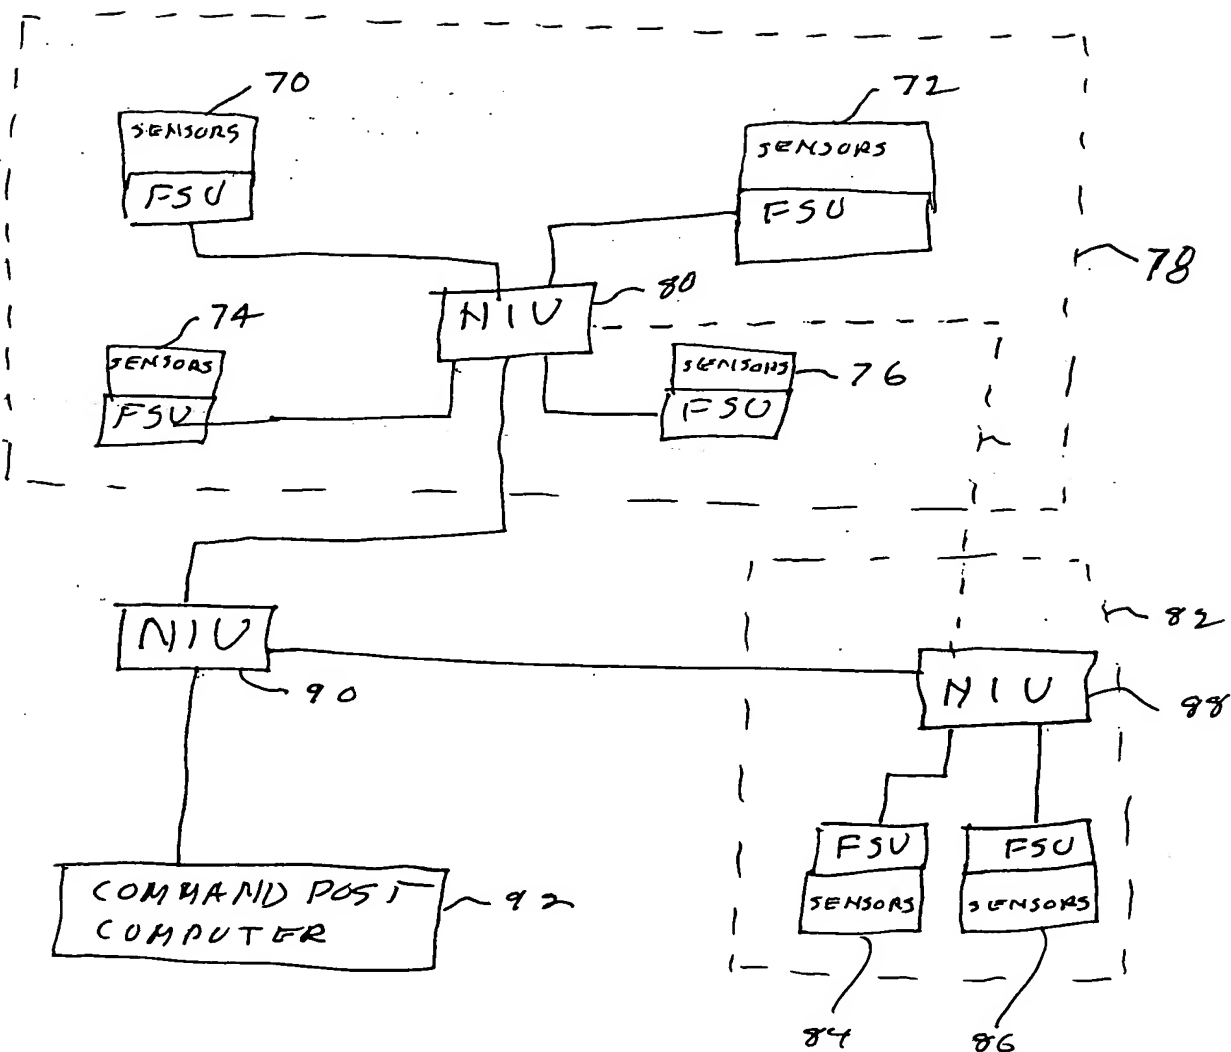 70
72
SENSORS
FSU
SENSORS
FSU
78
80
NIU
74
SENSORS
FSU
SENSORS
FSU
76
82
NIU
90
NIU
88
FSU
SENSORS
FSU
SENSORS
COMMAND POST
COMPUTER
92
84
86